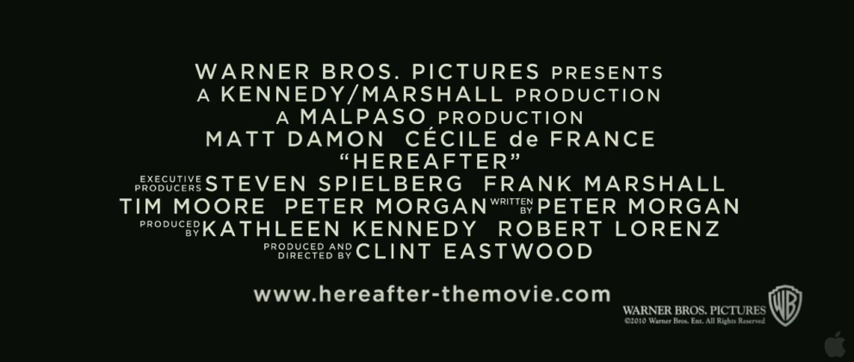 WARNER BROS. PICTURES PRESENTS
A KENNEDY/MARSHALL PRODUCTION
A MALPASO PRODUCTION
MATT DAMON CÉCILE de FRANCE
“HEREAFTER”
EXECUTIVE PRODUCERS STEVEN SPIELBERG FRANK MARSHALL
TIM MOORE PETER MORGAN WRITTEN BY PETER MORGAN
PRODUCED BY KATHLEEN KENNEDY ROBERT LORENZ
PRODUCED AND DIRECTED BY CLINT EASTWOOD
www.hereafter-themovie.com
WARNER BROS. PICTURES WB
©2010 Warner Bros. Ent. All Rights Reserved